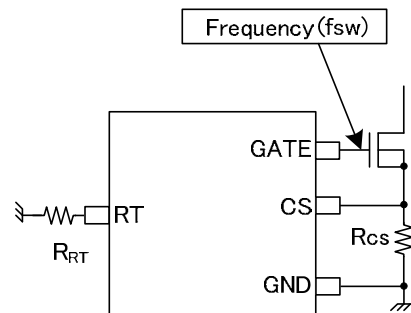 Frequency(fsw)
GATE
RT
CS
RRT
Rcs
GND